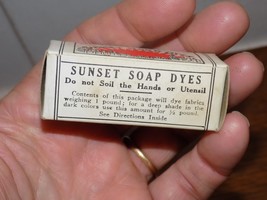 SUNSET SOAP DYES
Do not Soil the Hands or Utensil
Contents of this package will dye fabrics
weighing 1 pound; for a deep shade in the
dark colors use this amount for ½ pound.
See Directions Inside